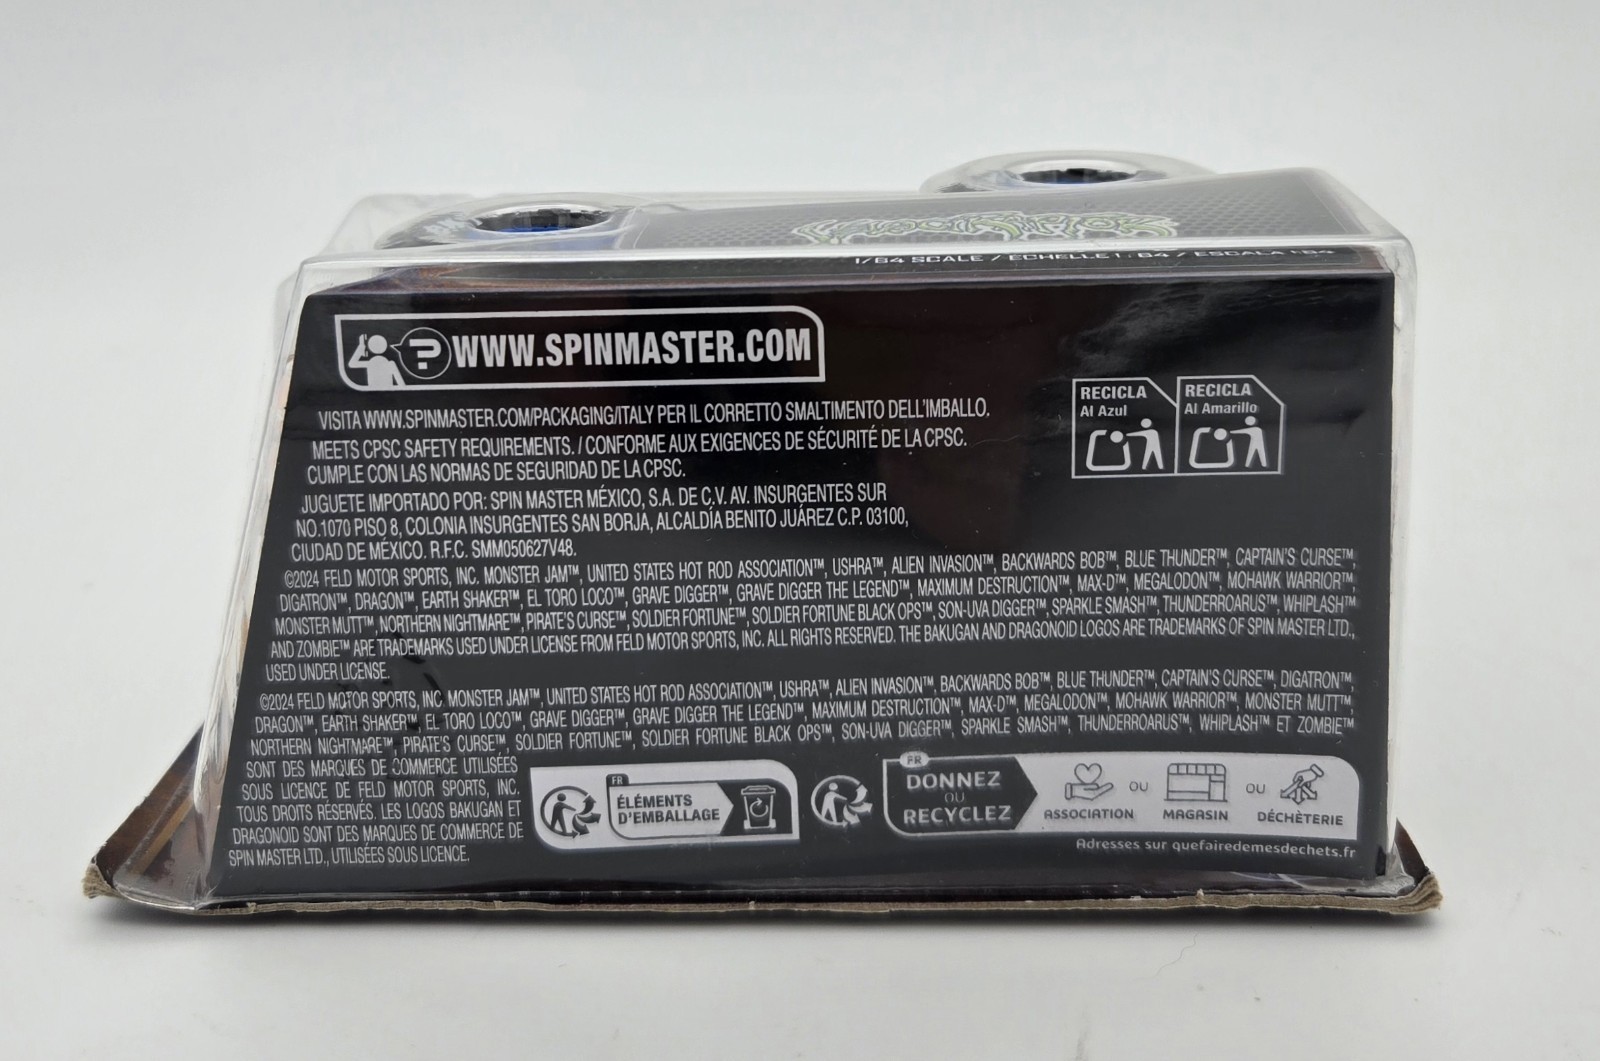 VELOCIRAPTOR
1/64 SCALE / ÉCHELLE 1 : 64 / ESCALA 1:64
WWW.SPINMASTER.COM
VISITA WWW.SPINMASTER.COM/PACKAGING/ITALY PER IL CORRETTO SMALTIMENTO DELL'IMBALLO.
MEETS CPSC SAFETY REQUIREMENTS. / CONFORME AUX EXIGENCES DE SÉCURITÉ DE LA CPSC.
CUMPLE CON LAS NORMAS DE SEGURIDAD DE LA CPSC.
JUGUETE IMPORTADO POR: SPIN MASTER MÉXICO, S.A. DE C.V. AV. INSURGENTES SUR
NO.1070 PISO 8, COLONIA INSURGENTES SAN BORJA, ALCALDÍA BENITO JUÁREZ C.P. 03100,
CIUDAD DE MÉXICO. R.F.C. SMM050627V48.
RECICLA
Al Azul
RECICLA
Al Amarillo
©2024 FELD MOTOR SPORTS, INC. MONSTER JAM™, UNITED STATES HOT ROD ASSOCIATION™, USHRA™, ALIEN INVASION™, BACKWARDS BOB™, BLUE THUNDER™, CAPTAIN'S CURSE™,
DIGATRON™, DRAGON™, EARTH SHAKER™, EL TORO LOCO™, GRAVE DIGGER™, GRAVE DIGGER THE LEGEND™, MAXIMUM DESTRUCTION™, MAX-D™, MEGALODON™, MOHAWK WARRIOR™,
MONSTER MUTT™, NORTHERN NIGHTMARE™, PIRATE'S CURSE™, SOLDIER FORTUNE™, SOLDIER FORTUNE BLACK OPS™, SON-UVA DIGGER™, SPARKLE SMASH™, THUNDERROARUS™, WHIPLASH™
AND ZOMBIE™ ARE TRADEMARKS USED UNDER LICENSE FROM FELD MOTOR SPORTS, INC. ALL RIGHTS RESERVED. THE BAKUGAN AND DRAGONOID LOGOS ARE TRADEMARKS OF SPIN MASTER LTD.,
USED UNDER LICENSE.
©2024 FELD MOTOR SPORTS, INC. MONSTER JAM™, UNITED STATES HOT ROD ASSOCIATION™, USHRA™, ALIEN INVASION™, BACKWARDS BOB™, BLUE THUNDER™, CAPTAIN'S CURSE™, DIGATRON™,
DRAGON™, EARTH SHAKER™, EL TORO LOCO™, GRAVE DIGGER™, GRAVE DIGGER THE LEGEND™, MAXIMUM DESTRUCTION™, MAX-D™, MEGALODON™, MOHAWK WARRIOR™, MONSTER MUTT™,
NORTHERN NIGHTMARE™, PIRATE'S CURSE™, SOLDIER FORTUNE™, SOLDIER FORTUNE BLACK OPS™, SON-UVA DIGGER™, SPARKLE SMASH™, THUNDERROARUS™, WHIPLASH™ ET ZOMBIE™
SONT DES MARQUES DE COMMERCE UTILISÉES
SOUS LICENCE DE FELD MOTOR SPORTS, INC.
TOUS DROITS RÉSERVÉS. LES LOGOS BAKUGAN ET
DRAGONOID SONT DES MARQUES DE COMMERCE DE
SPIN MASTER LTD., UTILISÉES SOUS LICENCE.
FR
ÉLÉMENTS
D'EMBALLAGE
FR
DONNEZ
OU
RECYCLEZ
ASSOCIATION
OU
MAGASIN
OU
DÉCHÈTERIE
Adresses sur quefairedemesdechets.fr